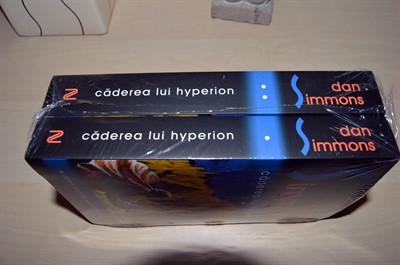 căderea lui hyperion
dan
Simmons
căderea lui hyperion
dan
Simmons